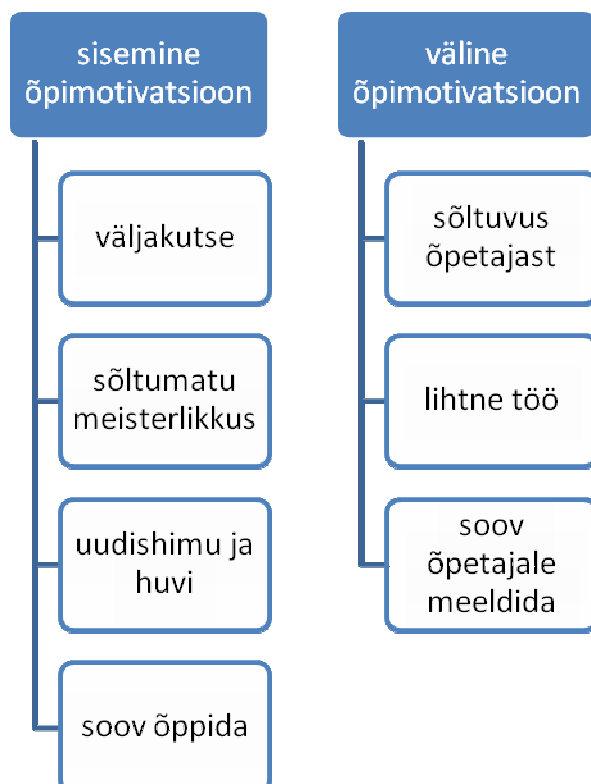 sisemine
õpimotivatsioon
väljakutse
sõltumatu
meisterlikkus
uudishimu ja
huvi
soov õppida
väline
õpimotivatsioon
sõltuvus
õpetajast
lihtne töö
soov
õpetajale
meeldida